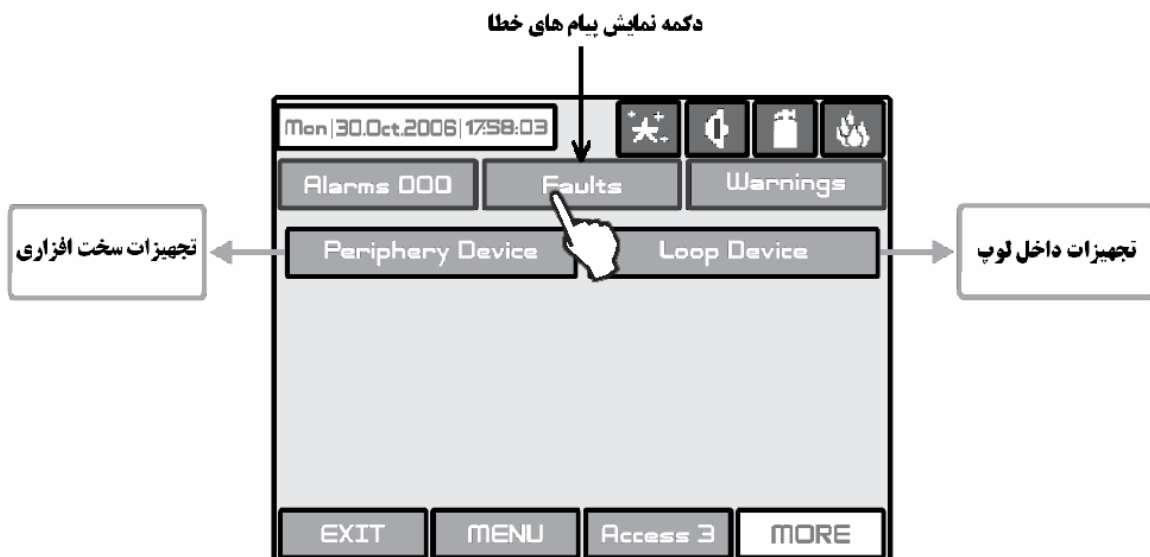 دکمه نمایش پیام های خطا
Mon|30.Oct.2006|17:58:03
Alarms 000
Faults
Warnings
تجهیزات سخت افزاری
Periphery Device
Loop Device
تجهیزات داخل لوپ
EXIT
MENU
Access 3
MORE